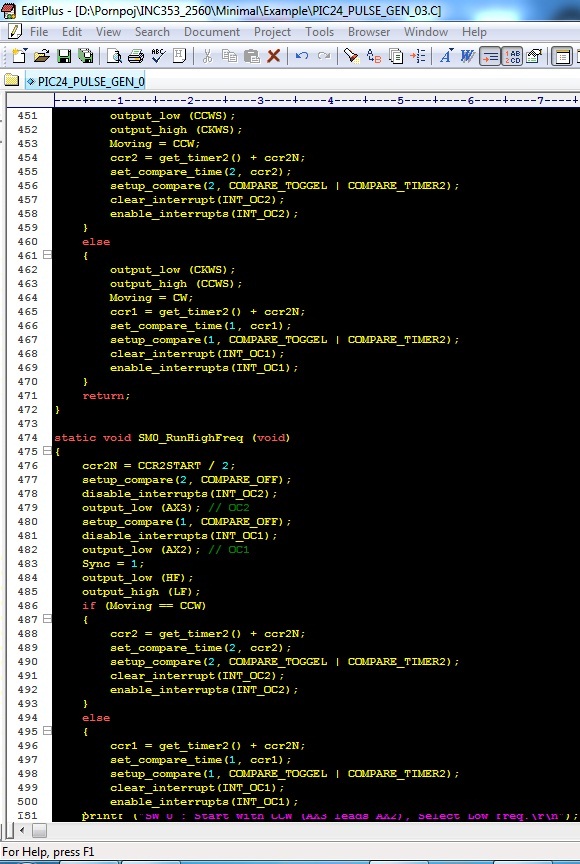 EditPlus - [D:\Pornpoj\INC353_2560\Minimal\Example\PIC24_PULSE_GEN_03.C]
File Edit View Search Document Project Tools Browser Window Help
PIC24_PULSE_GEN_0
----+----1----+----2----+----3----+----4----+----5----+----6----+----7--
451 output_low (CCWS);
452 output_high (CKWS);
453 Moving = CCW;
454 ccr2 = get_timer2() + ccr2N;
455 set_compare_time(2, ccr2);
456 setup_compare(2, COMPARE_TOGGEL | COMPARE_TIMER2);
457 clear_interrupt(INT_OC2);
458 enable_interrupts(INT_OC2);
459 }
460 else
461 {
462 output_low (CKWS);
463 output_high (CCWS);
464 Moving = CW;
465 ccr1 = get_timer2() + ccr2N;
466 set_compare_time(1, ccr1);
467 setup_compare(1, COMPARE_TOGGEL | COMPARE_TIMER2);
468 clear_interrupt(INT_OC1);
469 enable_interrupts(INT_OC1);
470 }
471 return;
472 }
473
474 static void SM0_RunHighFreq (void)
475 {
476 ccr2N = CCR2START / 2;
477 setup_compare(2, COMPARE_OFF);
478 disable_interrupts(INT_OC2);
479 output_low (AX3); // OC2
480 setup_compare(1, COMPARE_OFF);
481 disable_interrupts(INT_OC1);
482 output_low (AX2); // OC1
483 Sync = 1;
484 output_low (HF);
485 output_high (LF);
486 if (Moving == CCW)
487 {
488 ccr2 = get_timer2() + ccr2N;
489 set_compare_time(2, ccr2);
490 setup_compare(2, COMPARE_TOGGEL | COMPARE_TIMER2);
491 clear_interrupt(INT_OC2);
492 enable_interrupts(INT_OC2);
493 }
494 else
495 {
496 ccr1 = get_timer2() + ccr2N;
497 set_compare_time(1, ccr1);
498 setup_compare(1, COMPARE_TOGGEL | COMPARE_TIMER2);
499 clear_interrupt(INT_OC1);
500 enable_interrupts(INT_OC1);
181 printf ("SW 0 : Start with CCW (AX3 leads AX2), Select Low freq.\r\n");
For Help, press F1